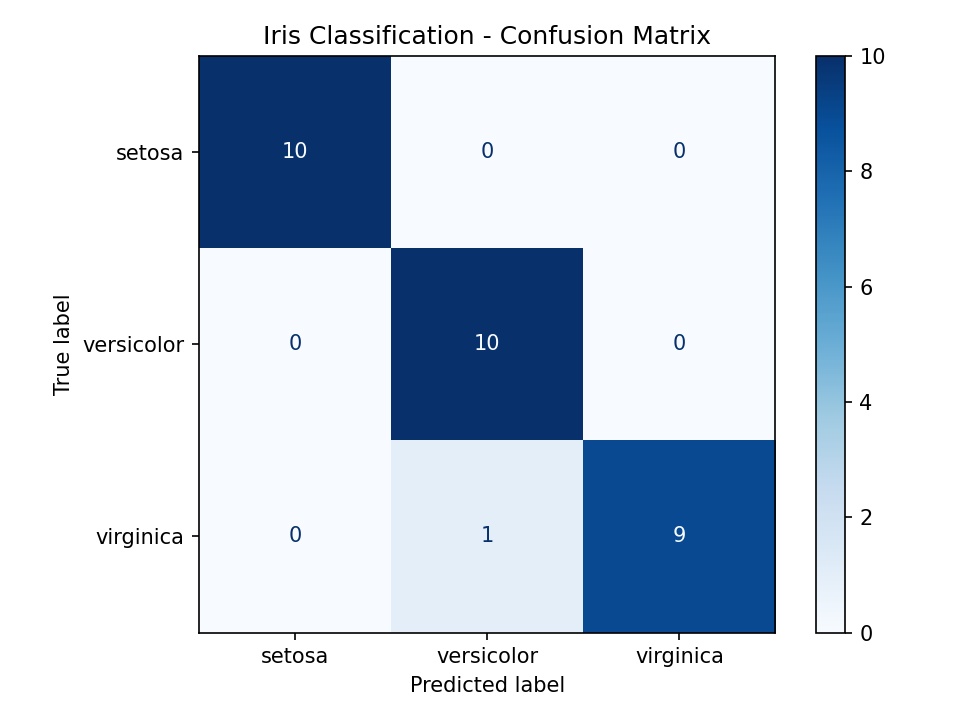 Iris Classification - Confusion Matrix
True label
setosa 10 0 0
versicolor 0 10 0
virginica 0 1 9
setosa versicolor virginica
Predicted label
10
8
6
4
2
0